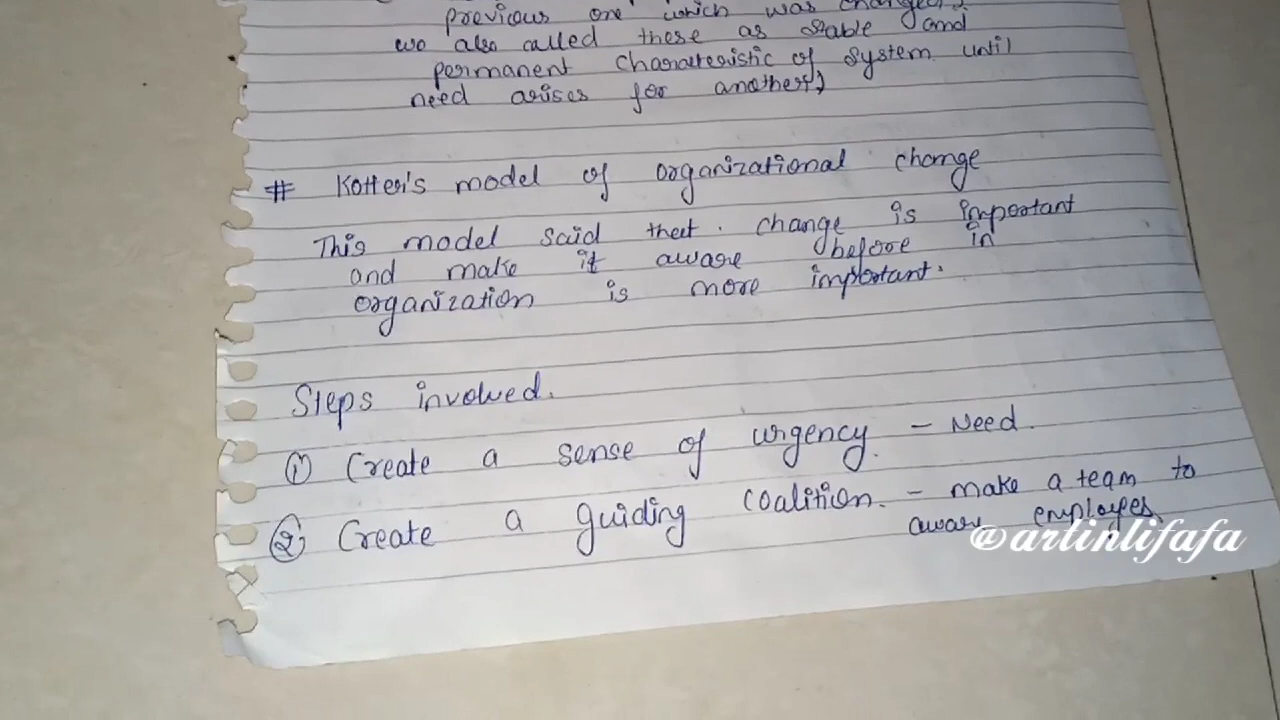 previous one which was changed,
we also called these as stable and
permanent characteristic of system until
need arises for another)
# Kotter's model of organizational change
This model said that. change is important
and make it aware before in
organization is more important.
Steps involved.
① Create a sense of urgency. - Need.
② Create a guiding coalition. - make a team to
aware employes
@artinlifafa